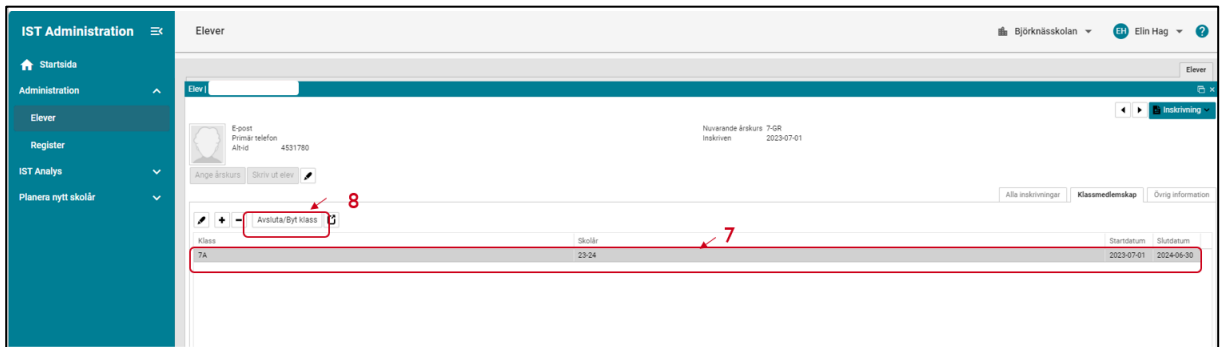 IST Administration
Elever
Björknässkolan
EH Elin Hag ?
Startsida
Elever
Administration
Elev |
Elever
Inskrivning
E-post
Nuvarande årskurs 7-GR
Primär telefon
Inskriven 2023-07-01
Alt-id 4531780
Register
IST Analys
Ange årskurs Skriv ut elev
Planera nytt skolår
Alla inskrivningar Klassmedlemskap Övrig information
8
Avsluta/Byt klass
7
Klass Skolår Startdatum Slutdatum
7A 23-24 2023-07-01 2024-06-30